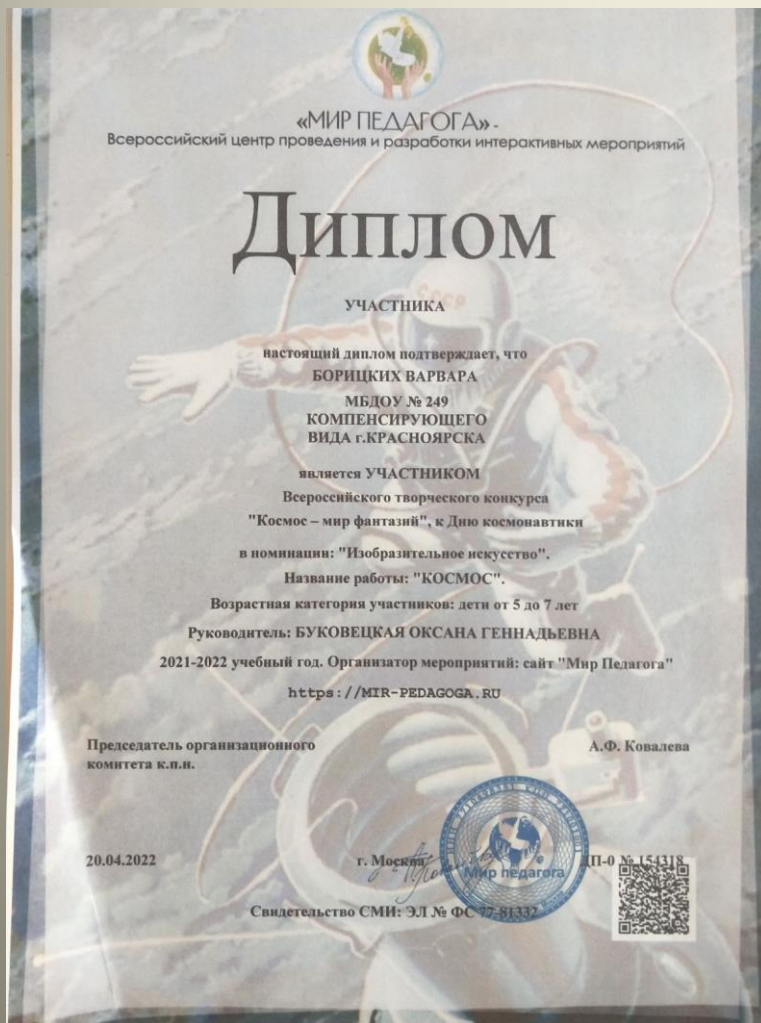 «МИР ПЕДАГОГА» -
Всероссийский центр проведения и разработки интерактивных мероприятий
Диплом
СССР
УЧАСТНИКА
настоящий диплом подтверждает, что
БОРИЦКИХ ВАРВАРА
МБДОУ № 249
КОМПЕНСИРУЮЩЕГО
ВИДА г.КРАСНОЯРСКА
является УЧАСТНИКОМ
Всероссийского творческого конкурса
"Космос – мир фантазий", к Дню космонавтики
в номинации: "Изобразительное искусство".
Название работы: "КОСМОС".
Возрастная категория участников: дети от 5 до 7 лет
Руководитель: БУКОВЕЦКАЯ ОКСАНА ГЕННАДЬЕВНА
2021-2022 учебный год. Организатор мероприятий: сайт "Мир Педагога"
https://MIR-PEDAGOGA.RU
Председатель организационного
комитета к.п.н.
А.Ф. Ковалева
20.04.2022
г. Москва
ДП-0 № 154318
Мир педагога
Свидетельство СМИ: ЭЛ № ФС 77-81332